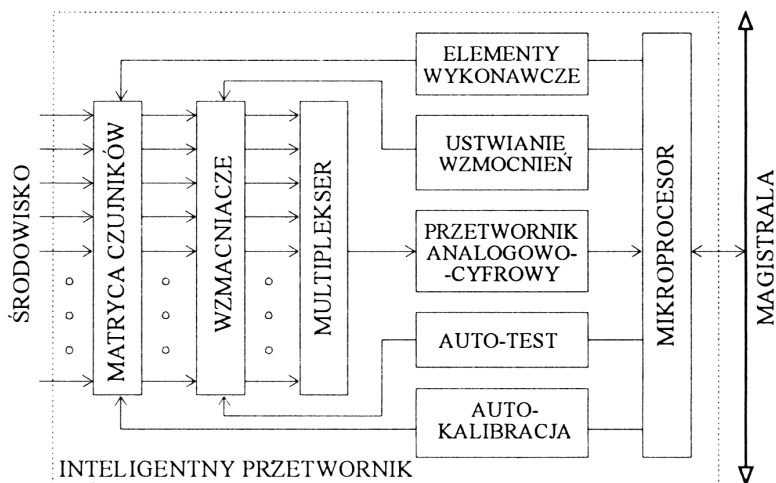 ELEMENTY
WYKONAWCZE
USTWIANIE
WZMOCNIEŃ
PRZETWORNIK
ANALOGOWO-
-CYFROWY
AUTO-TEST
AUTO-
KALIBRACJA
ŚRODOWISKO
MATRYCA CZUJNIKÓW
WZMACNIACZE
MULTIPLEKSER
MIKROPROCESOR
MAGISTRALA
INTELIGENTNY PRZETWORNIK